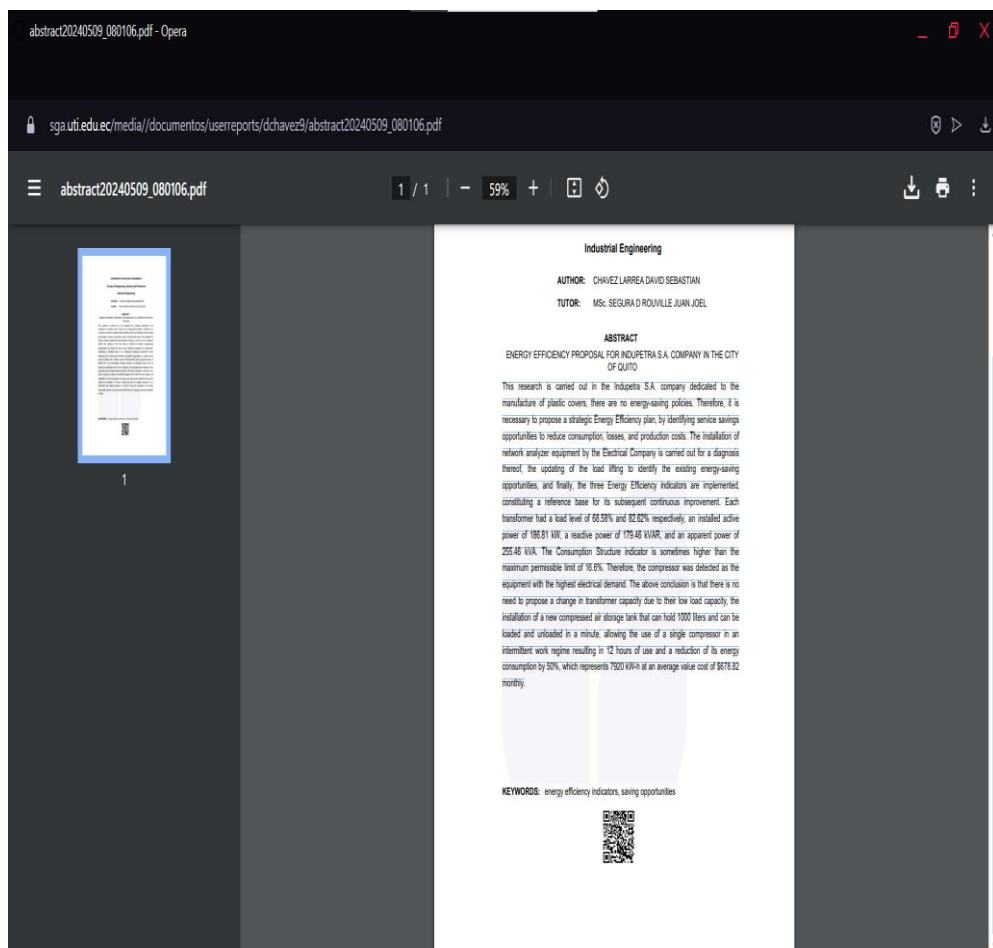 abstract20240509_080106.pdf - Opera
sga.uti.edu.ec/media//documentos/userreports/dchavez9/abstract20240509_080106.pdf
abstract20240509_080106.pdf
1 / 1
59%
1
Industrial Engineering
AUTHOR: CHAVEZ LARREA DAVID SEBASTIAN
TUTOR: MSc. SEGURA D ROUVILLE JUAN JOEL
ABSTRACT
ENERGY EFFICIENCY PROPOSAL FOR INDUPETRA S.A. COMPANY IN THE CITY
OF QUITO
This research is carried out in the Indupetra S.A. company dedicated to the
manufacture of plastic covers, there are no energy-saving policies. Therefore, it is
necessary to propose a strategic Energy Efficiency plan, by identifying service savings
opportunities to reduce consumption, losses, and production costs. The installation of
network analyzer equipment by the Electrical Company is carried out for a diagnosis
thereof, the updating of the load lifting to identify the existing energy-saving
opportunities, and finally, the three Energy Efficiency indicators are implemented,
constituting a reference base for its subsequent continuous improvement. Each
transformer had a load level of 68.58% and 82.62% respectively, an installed active
power of 186.81 kW, a reactive power of 179.46 kVAR, and an apparent power of
255.46 kVA. The Consumption Structure indicator is sometimes higher than the
maximum permissible limit of 16.6%. Therefore, the compressor was detected as the
equipment with the highest electrical demand. The above conclusion is that there is no
need to propose a change in transformer capacity due to their low load capacity, the
installation of a new compressed air storage tank that can hold 1000 liters and can be
loaded and unloaded in a minute, allowing the use of a single compressor in an
intermittent work regime resulting in 12 hours of use and a reduction of its energy
consumption by 50%, which represents 7920 kW-h at an average value cost of $678.82
monthly.
KEYWORDS: energy efficiency indicators, saving opportunities